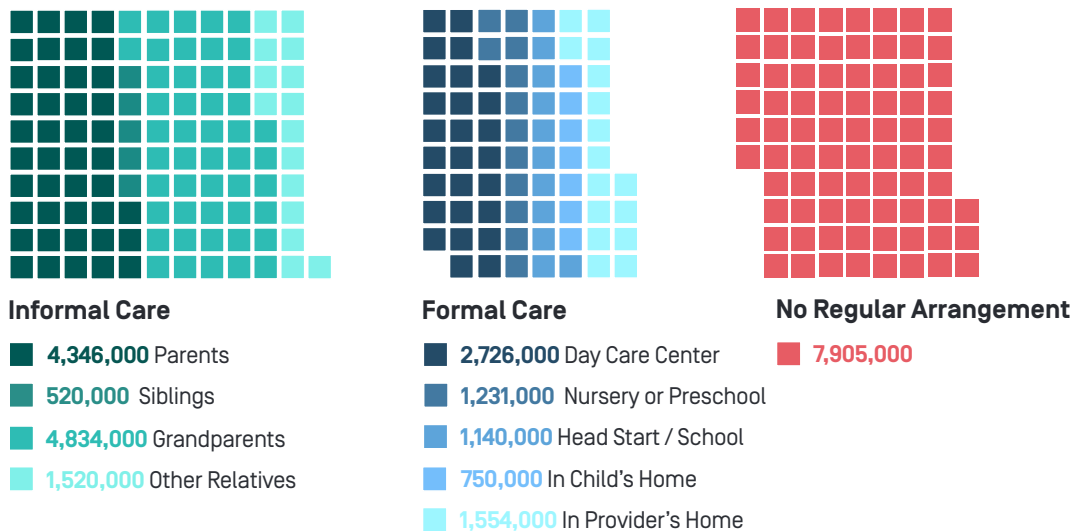 Informal Care
4,346,000 Parents
520,000 Siblings
4,834,000 Grandparents
1,520,000 Other Relatives
Formal Care
2,726,000 Day Care Center
1,231,000 Nursery or Preschool
1,140,000 Head Start / School
750,000 In Child's Home
1,554,000 In Provider's Home
No Regular Arrangement
7,905,000